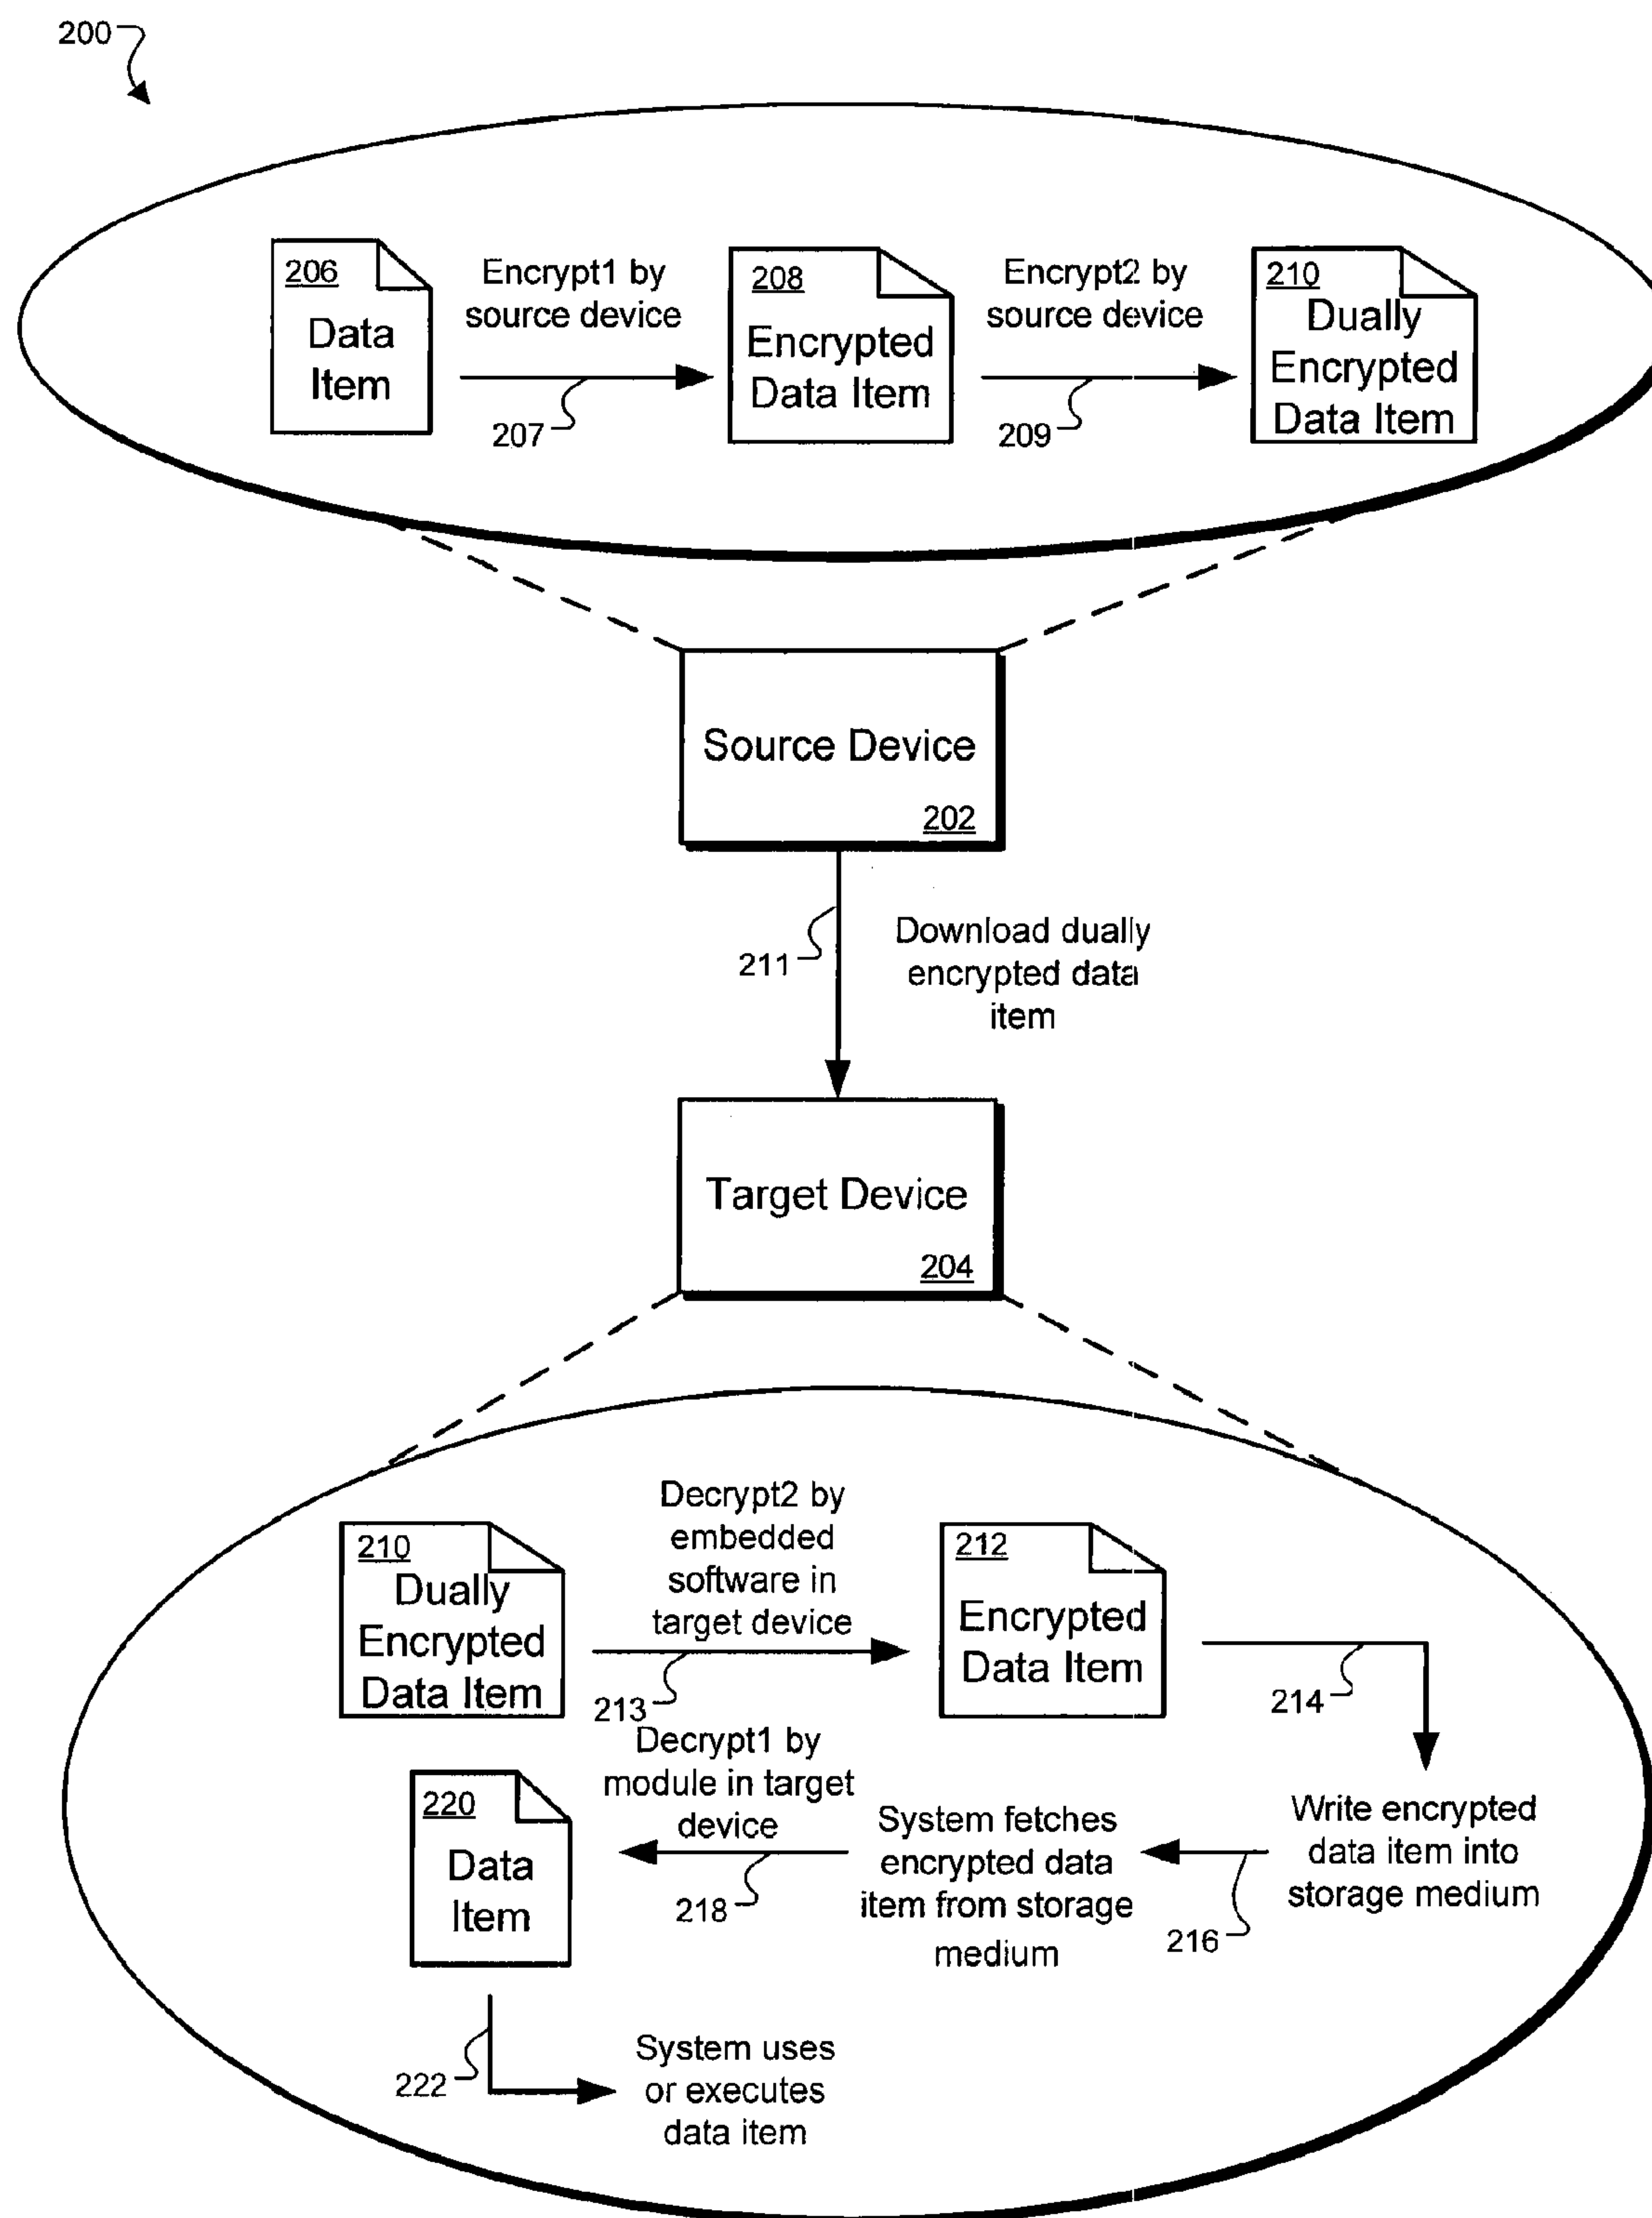 200
206
Data
Item
Encrypt1 by
source device
207
208
Encrypted
Data Item
Encrypt2 by
source device
209
210
Dually
Encrypted
Data Item
Source Device
202
211
Download dually
encrypted data
item
Target Device
204
210
Dually
Encrypted
Data Item
Decrypt2 by
embedded
software in
target device
213
212
Encrypted
Data Item
214
Write encrypted
data item into
storage medium
216
System fetches
encrypted data
item from storage
medium
Decrypt1 by
module in target
device
218
220
Data
Item
222
System uses
or executes
data item